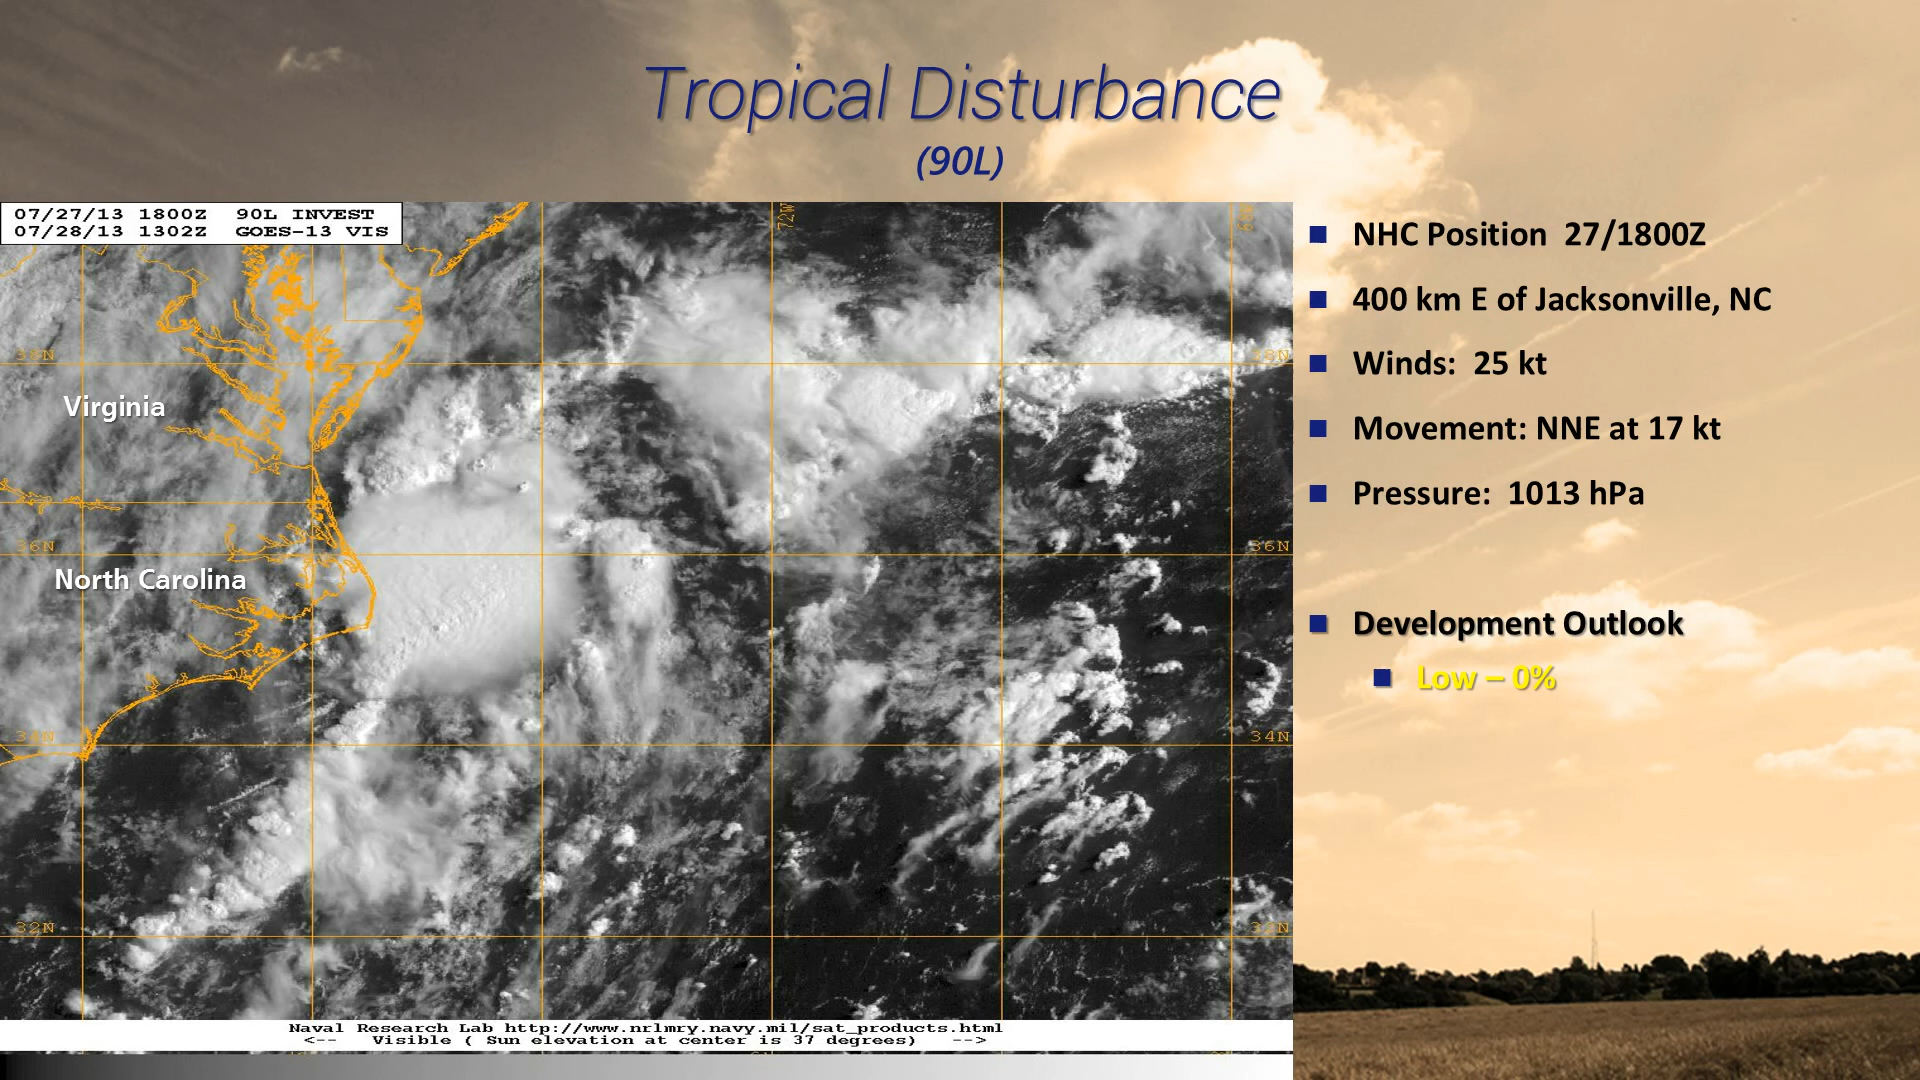 Tropical Disturbance
(90L)
07/27/13 1800Z 90L INVEST
07/28/13 1302Z GOES-13 VIS
72W
38N
38N
Virginia
36N
36N
North Carolina
34N
34N
32N
32N
Naval Research Lab http://www.nrlmry.navy.mil/sat_products.html
<-- Visible ( Sun elevation at center is 37 degrees) -->
NHC Position 27/1800Z
400 km E of Jacksonville, NC
Winds: 25 kt
Movement: NNE at 17 kt
Pressure: 1013 hPa
Development Outlook
Low – 0%